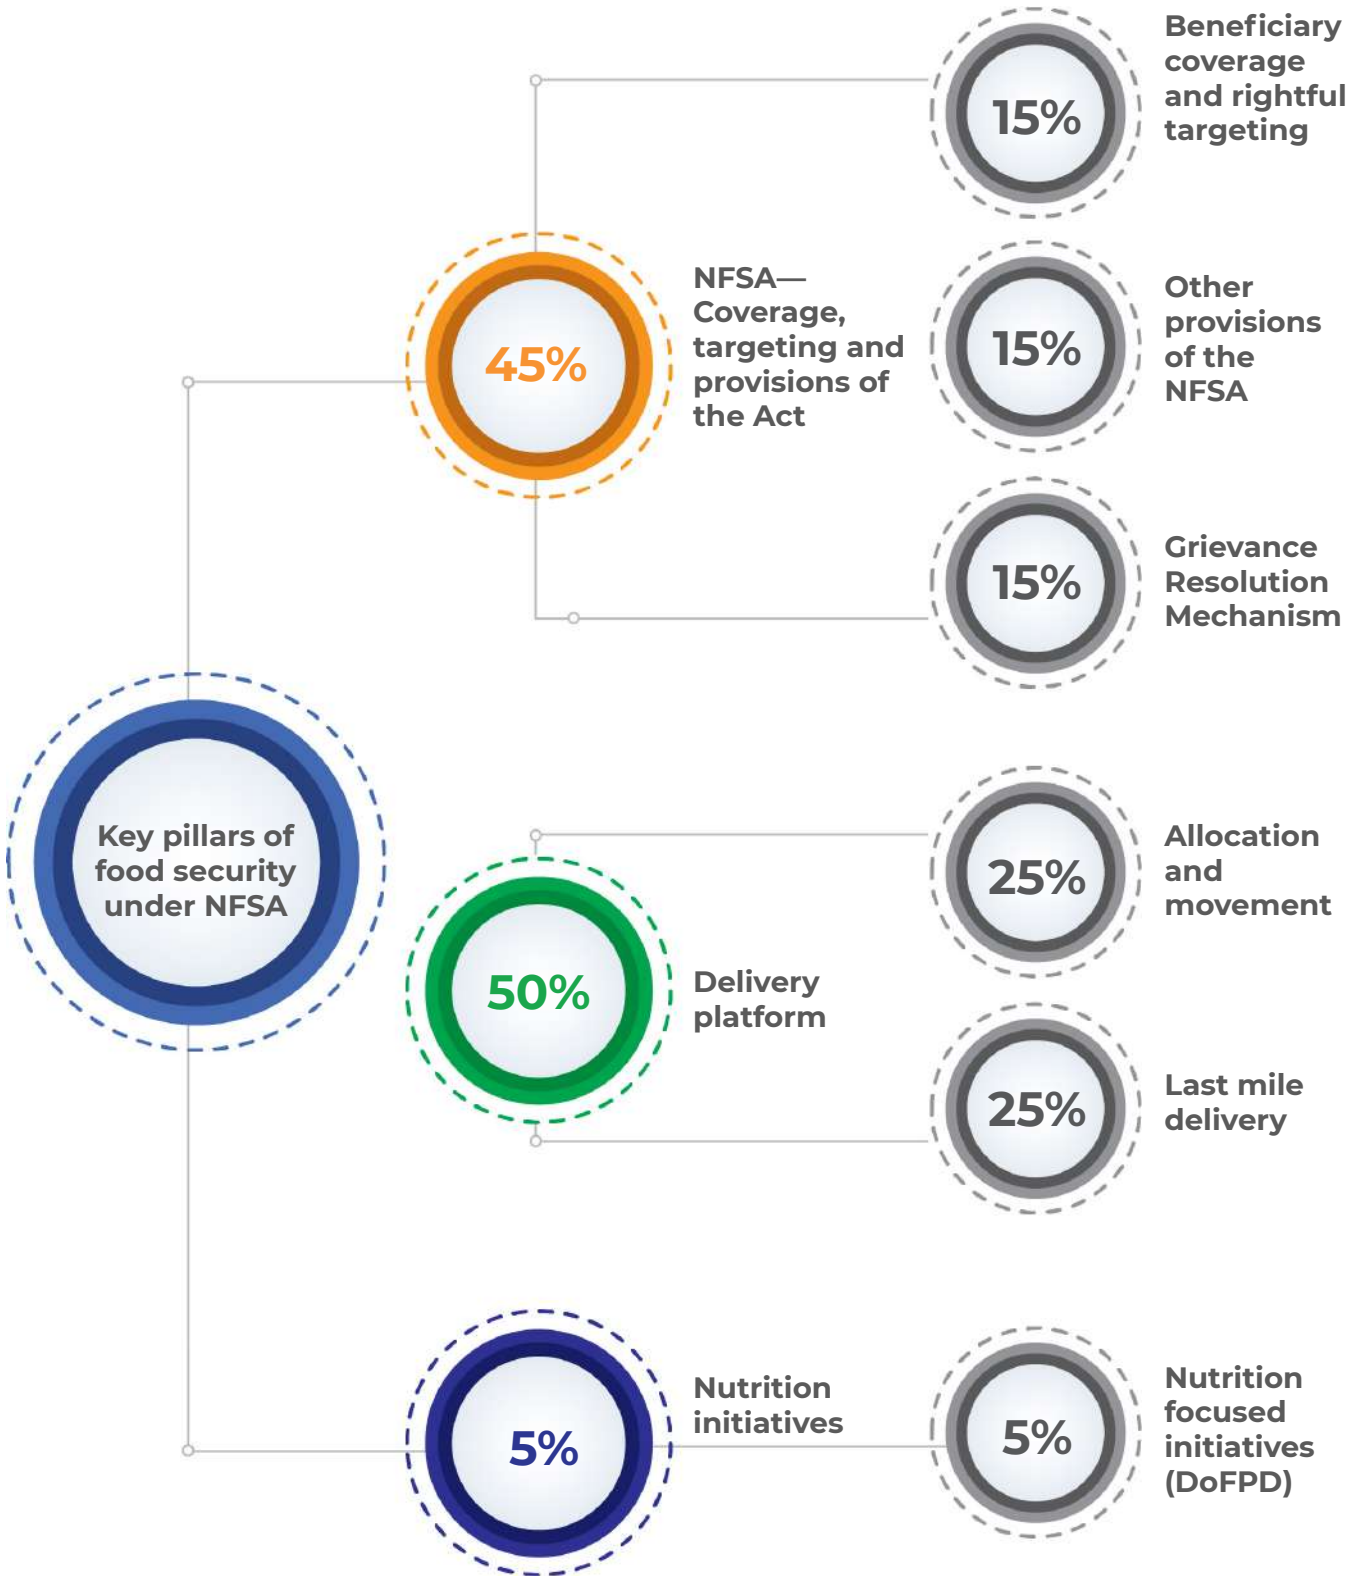 Key pillars of
food security
under NFSA
45%
NFSA—
Coverage,
targeting and
provisions of
the Act
15%
Beneficiary
coverage
and rightful
targeting
15%
Other
provisions
of the
NFSA
15%
Grievance
Resolution
Mechanism
50%
Delivery
platform
25%
Allocation
and
movement
25%
Last mile
delivery
5%
Nutrition
initiatives
5%
Nutrition
focused
initiatives
(DoFPD)